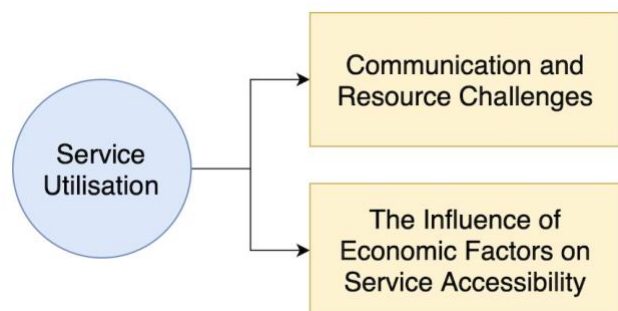 Service
Utilisation
Communication and
Resource Challenges
The Influence of
Economic Factors on
Service Accessibility